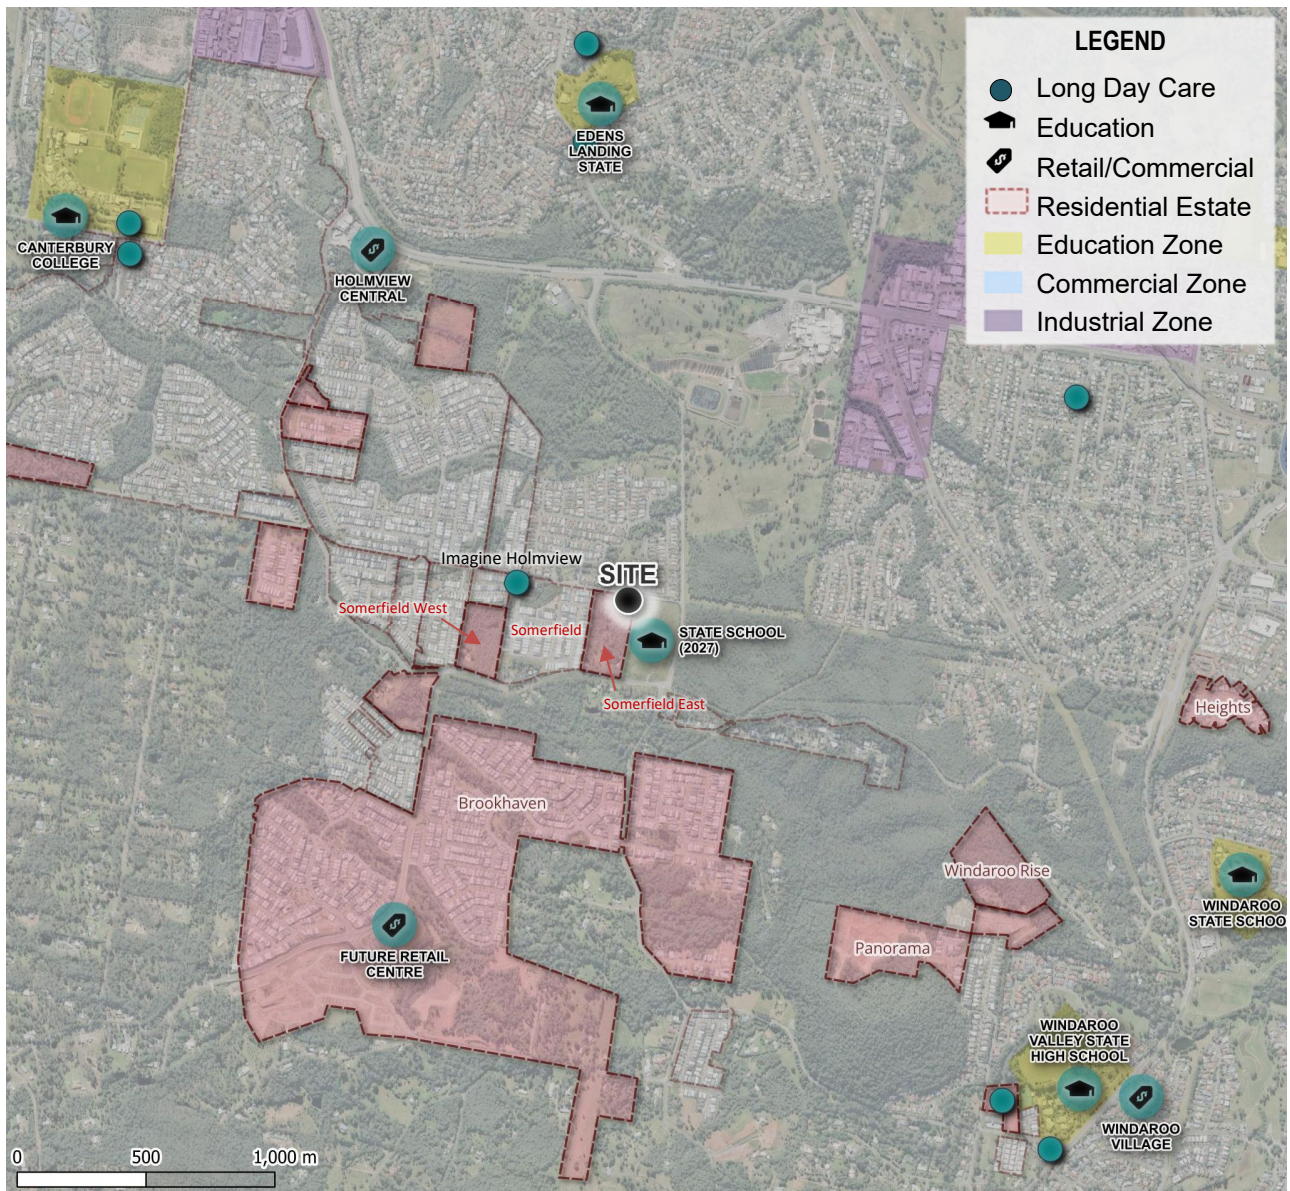 LEGEND
Long Day Care
Education
Retail/Commercial
Residential Estate
Education Zone
Commercial Zone
Industrial Zone
EDENS
LANDING
STATE
CANTERBURY
COLLEGE
HOLMVIEW
CENTRAL
Imagine Holmview
SITE
Somerfield West
Somerfield
STATE SCHOOL
(2027)
Somerfield East
Heights
Brookhaven
Windaroo Rise
WINDAROO
STATE SCHOO
Panorama
FUTURE RETAIL
CENTRE
WINDAROO
VALLEY STATE
HIGH SCHOOL
WINDAROO
VILLAGE
0 500 1,000 m